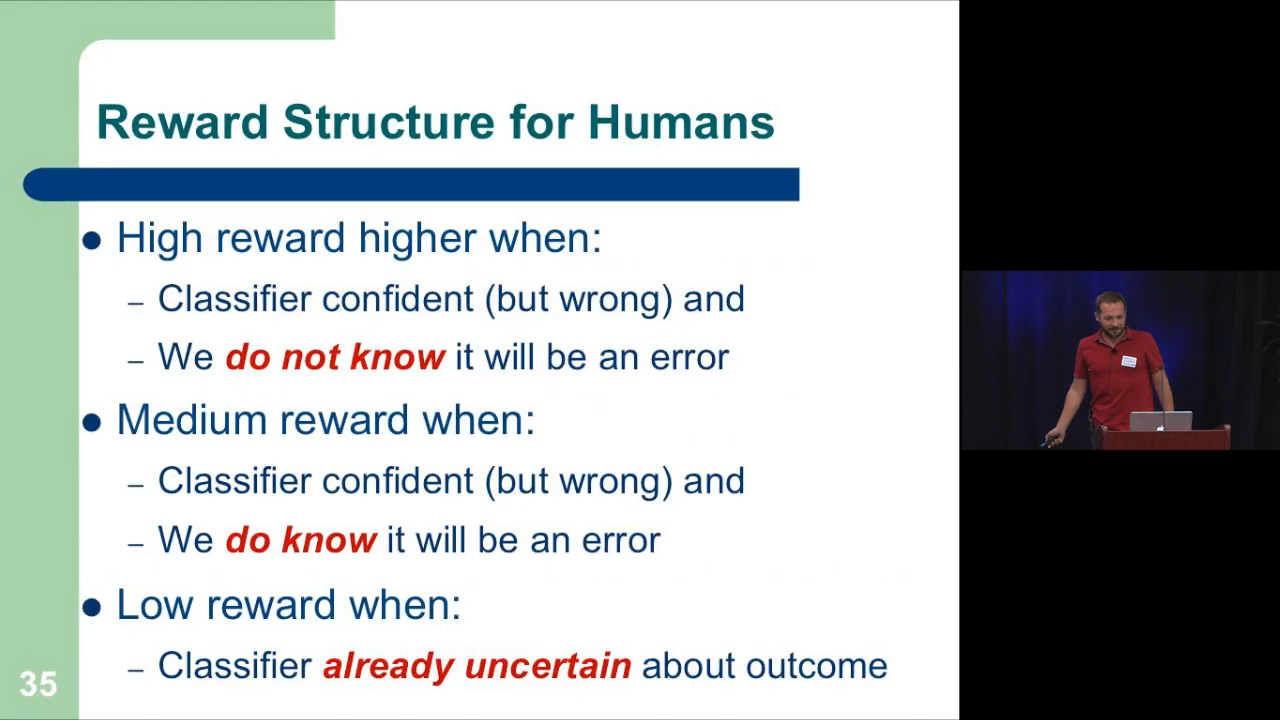 Reward Structure for Humans
● High reward higher when:
– Classifier confident (but wrong) and
– We do not know it will be an error
● Medium reward when:
– Classifier confident (but wrong) and
– We do know it will be an error
● Low reward when:
– Classifier already uncertain about outcome
35